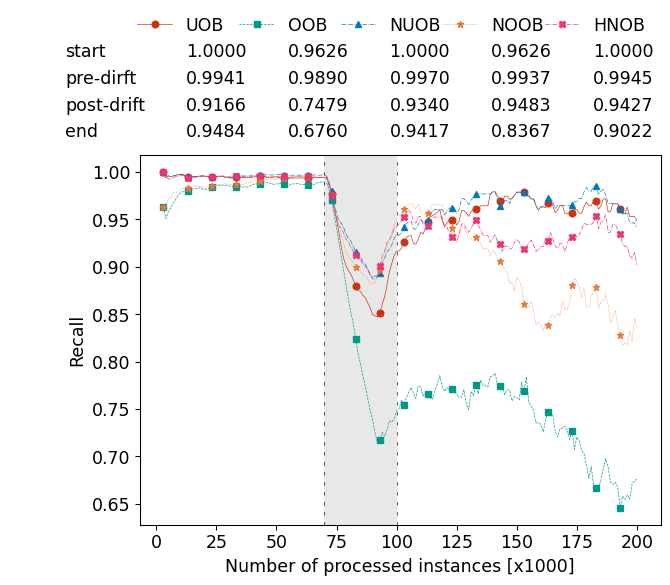 UOB OOB NUOB NOOB HNOB
start 1.0000 0.9626 1.0000 0.9626 1.0000
pre-dirft 0.9941 0.9890 0.9970 0.9937 0.9945
post-drift 0.9166 0.7479 0.9340 0.9483 0.9427
end 0.9484 0.6760 0.9417 0.8367 0.9022
1.00
0.95
0.90
0.85
0.80
0.75
0.70
0.65
Recall
0 25 50 75 100 125 150 175 200
Number of processed instances [x1000]